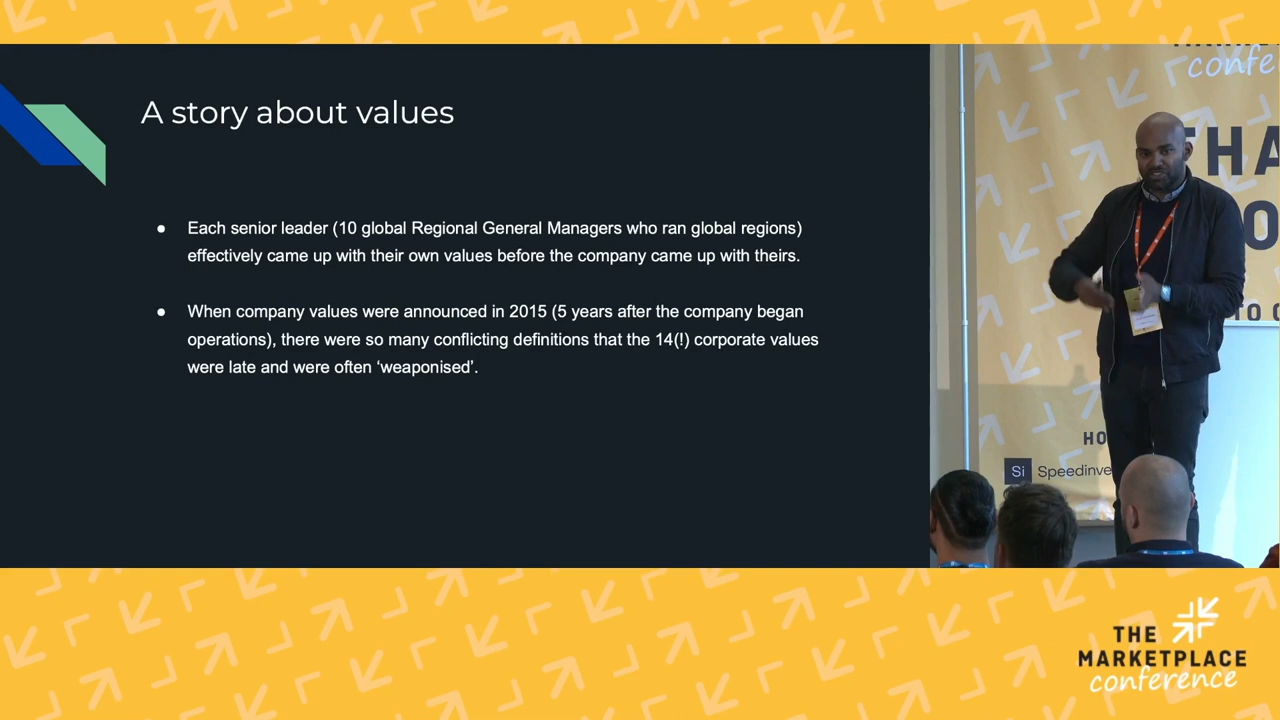 A story about values
● Each senior leader (10 global Regional General Managers who ran global regions)
effectively came up with their own values before the company came up with theirs.
● When company values were announced in 2015 (5 years after the company began
operations), there were so many conflicting definitions that the 14(!) corporate values
were late and were often ‘weaponised’.
confe
HA
O
TO
HO
Si Speedinve
THE
MARKETPLACE
conference